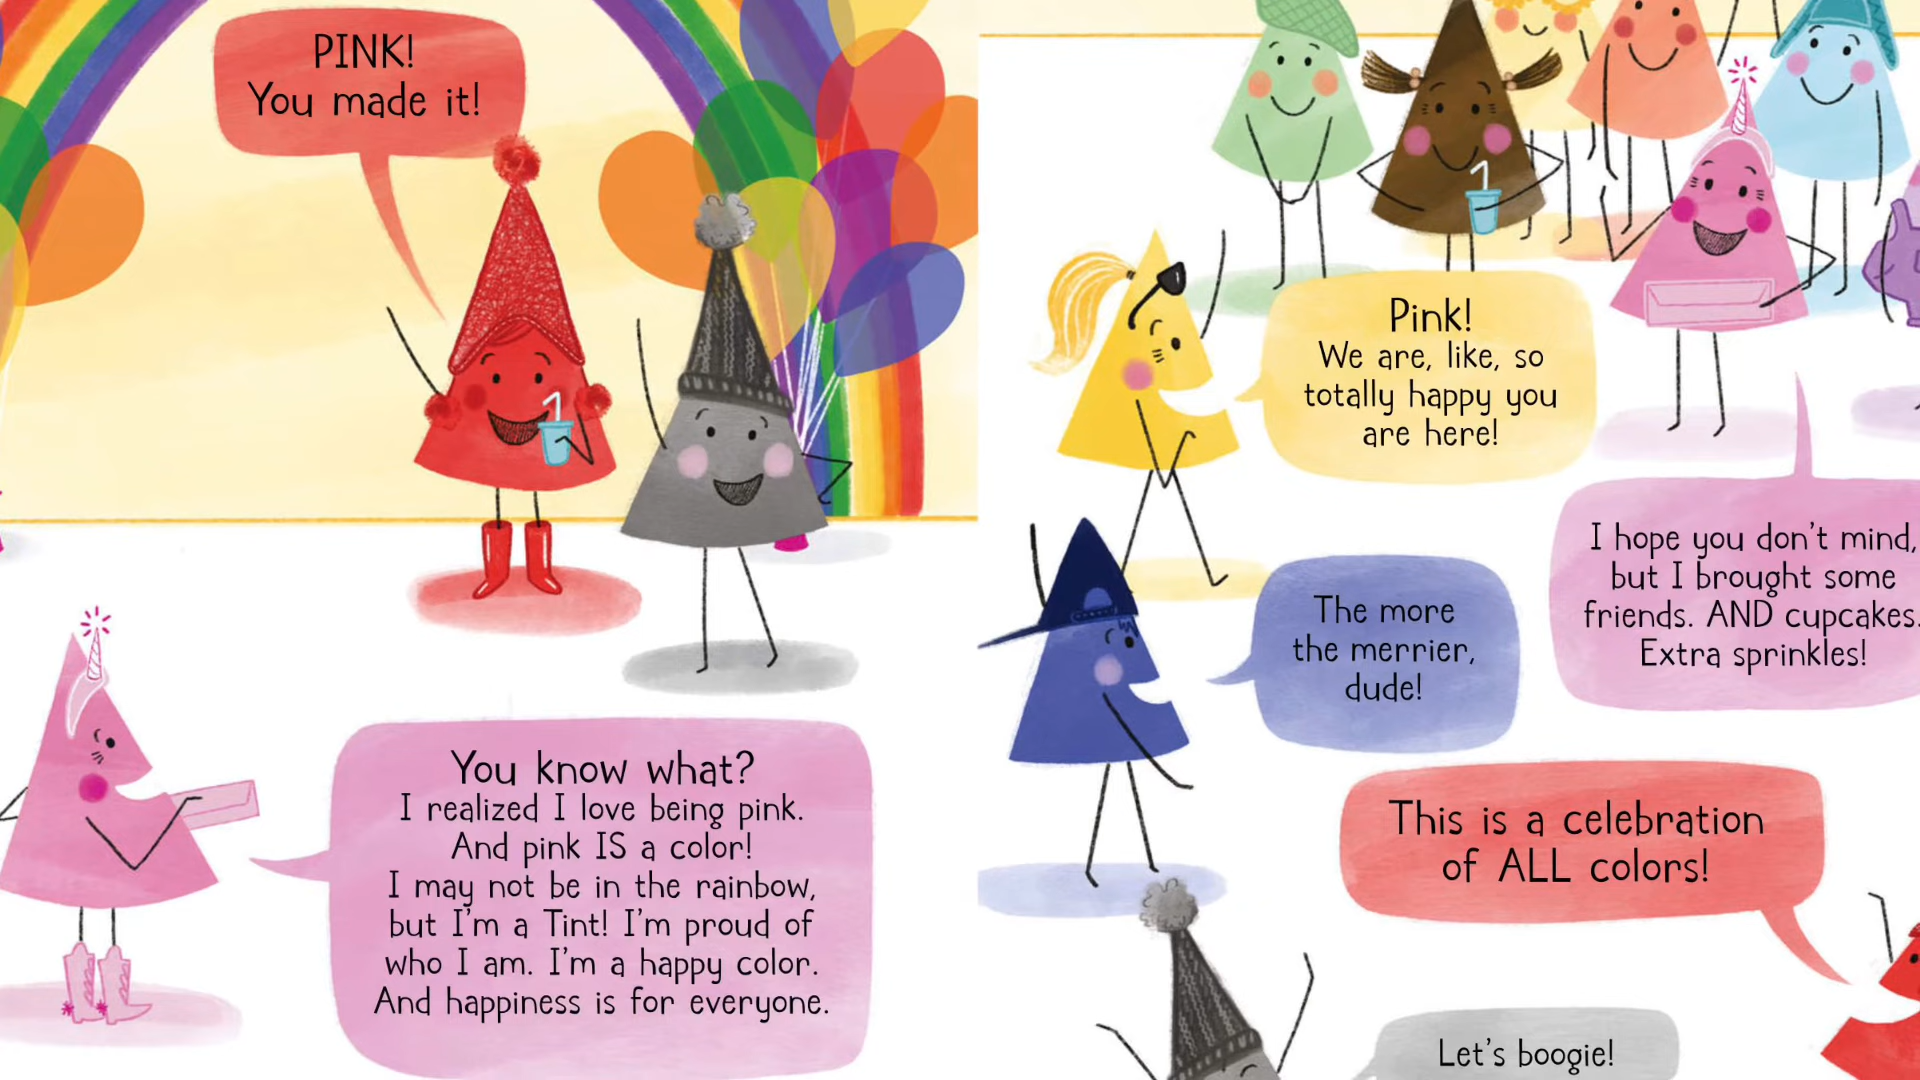 PINK!
You made it!
You know what?
I realized I love being pink.
And pink IS a color!
I may not be in the rainbow,
but I'm a Tint! I'm proud of
who I am. I'm a happy color.
And happiness is for everyone.
Pink!
We are, like, so
totally happy you
are here!
I hope you don't mind,
but I brought some
friends. AND cupcakes.
Extra sprinkles!
The more
the merrier,
dude!
This is a celebration
of ALL colors!
Let's boogie!